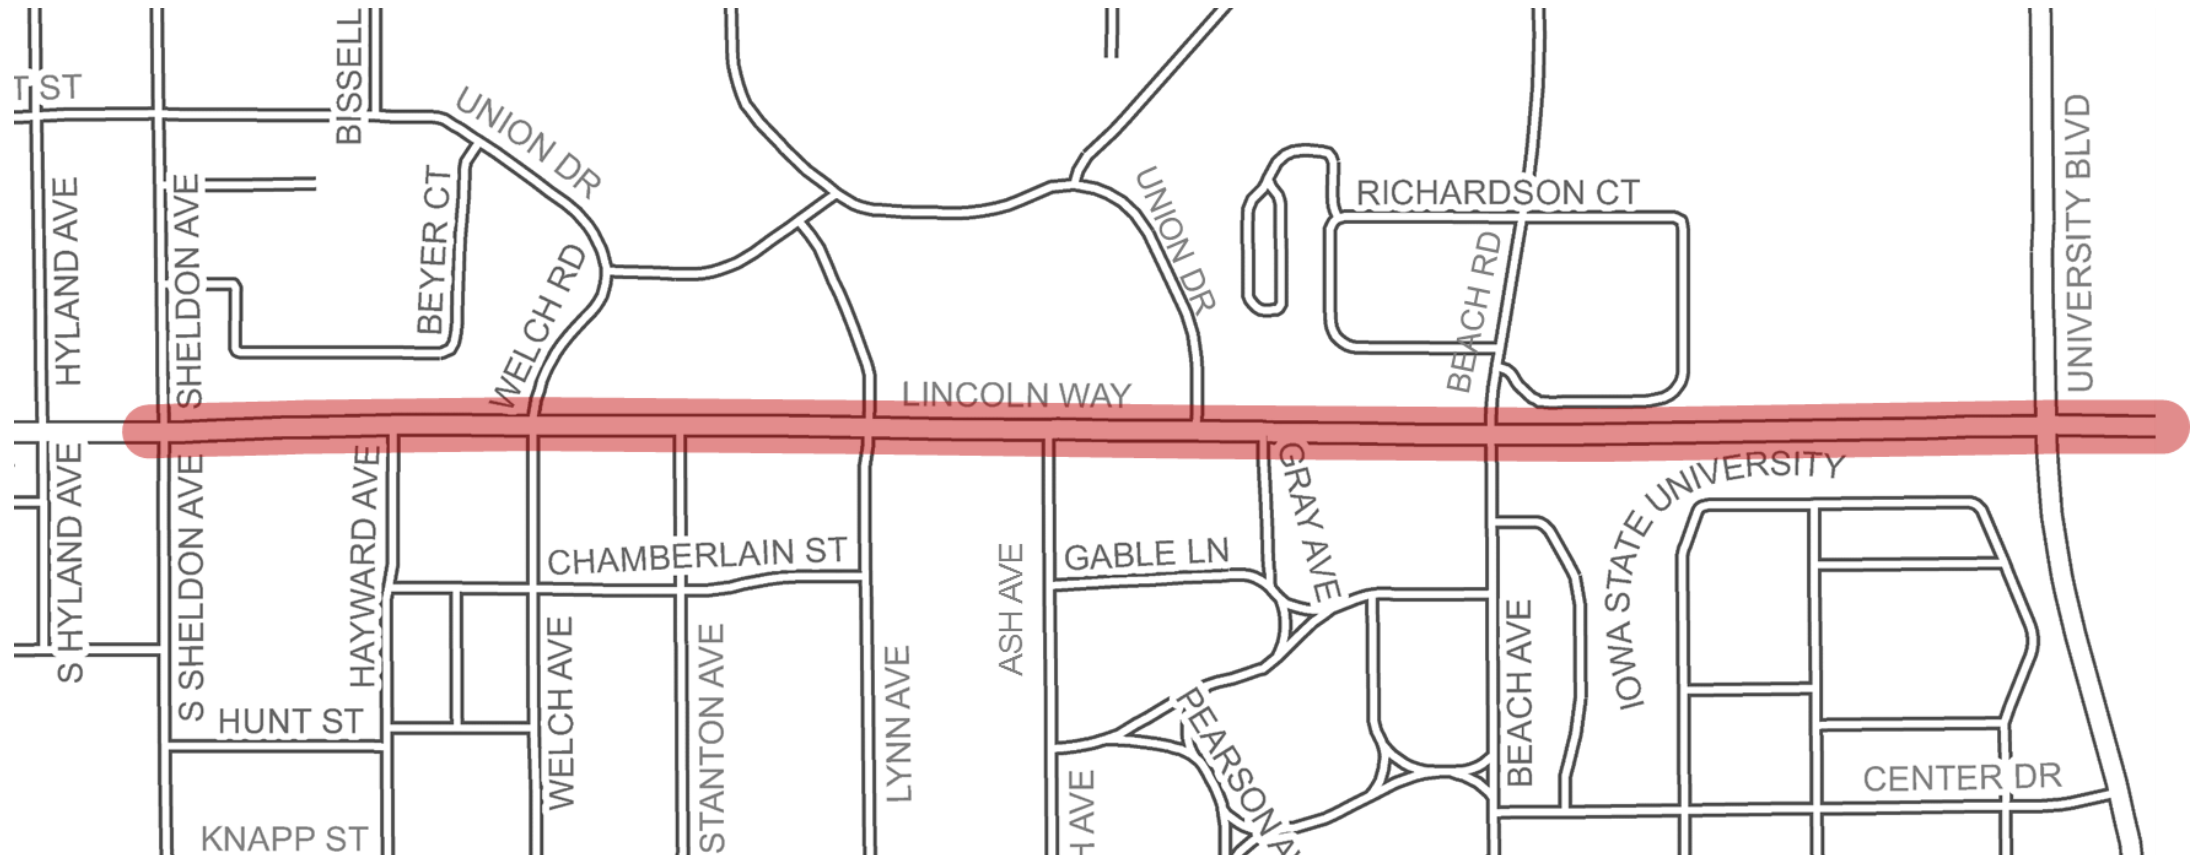 BISSELL
T ST
UNION DR
UNIVERSITY BLVD
HYLAND AVE
SHELDON AVE
BEYER CT
UNION DR
RICHARDSON CT
WELCH RD
BEACH RD
LINCOLN WAY
S HYLAND AVE
S SHELDON AVE
HAYWARD AVE
GRAY AVE
IOWA STATE UNIVERSITY
CHAMBERLAIN ST
GABLE LN
ASH AVE
BEACH AVE
WELCH AVE
STANTON AVE
LYNN AVE
HUNT ST
PEARSON AV
CENTER DR
H AVE
KNAPP ST